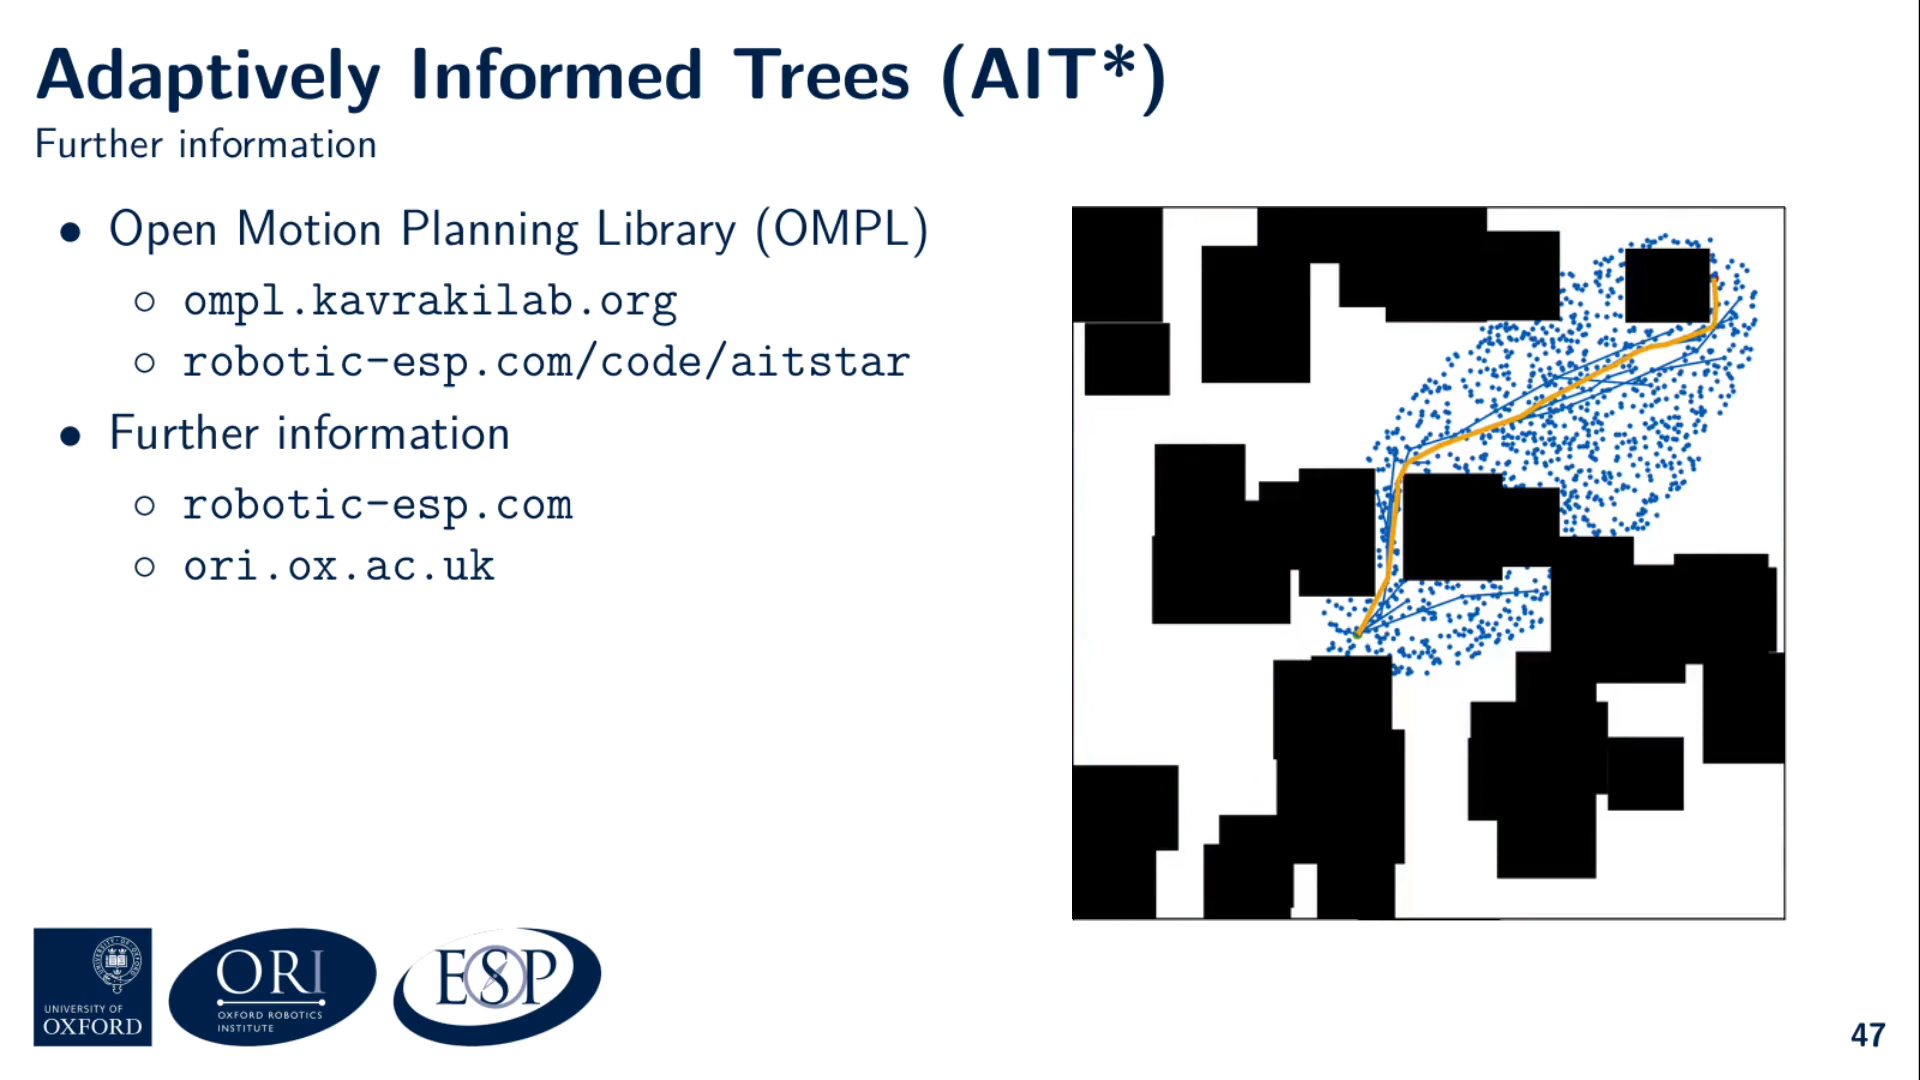 Adaptively Informed Trees (AIT*)
Further information
• Open Motion Planning Library (OMPL)
○ ompl.kavrakilab.org
○ robotic-esp.com/code/aitstar
• Further information
○ robotic-esp.com
○ ori.ox.ac.uk
UNIVERSITY OF
OXFORD
ORI
OXFORD ROBOTICS
INSTITUTE
ESP
47